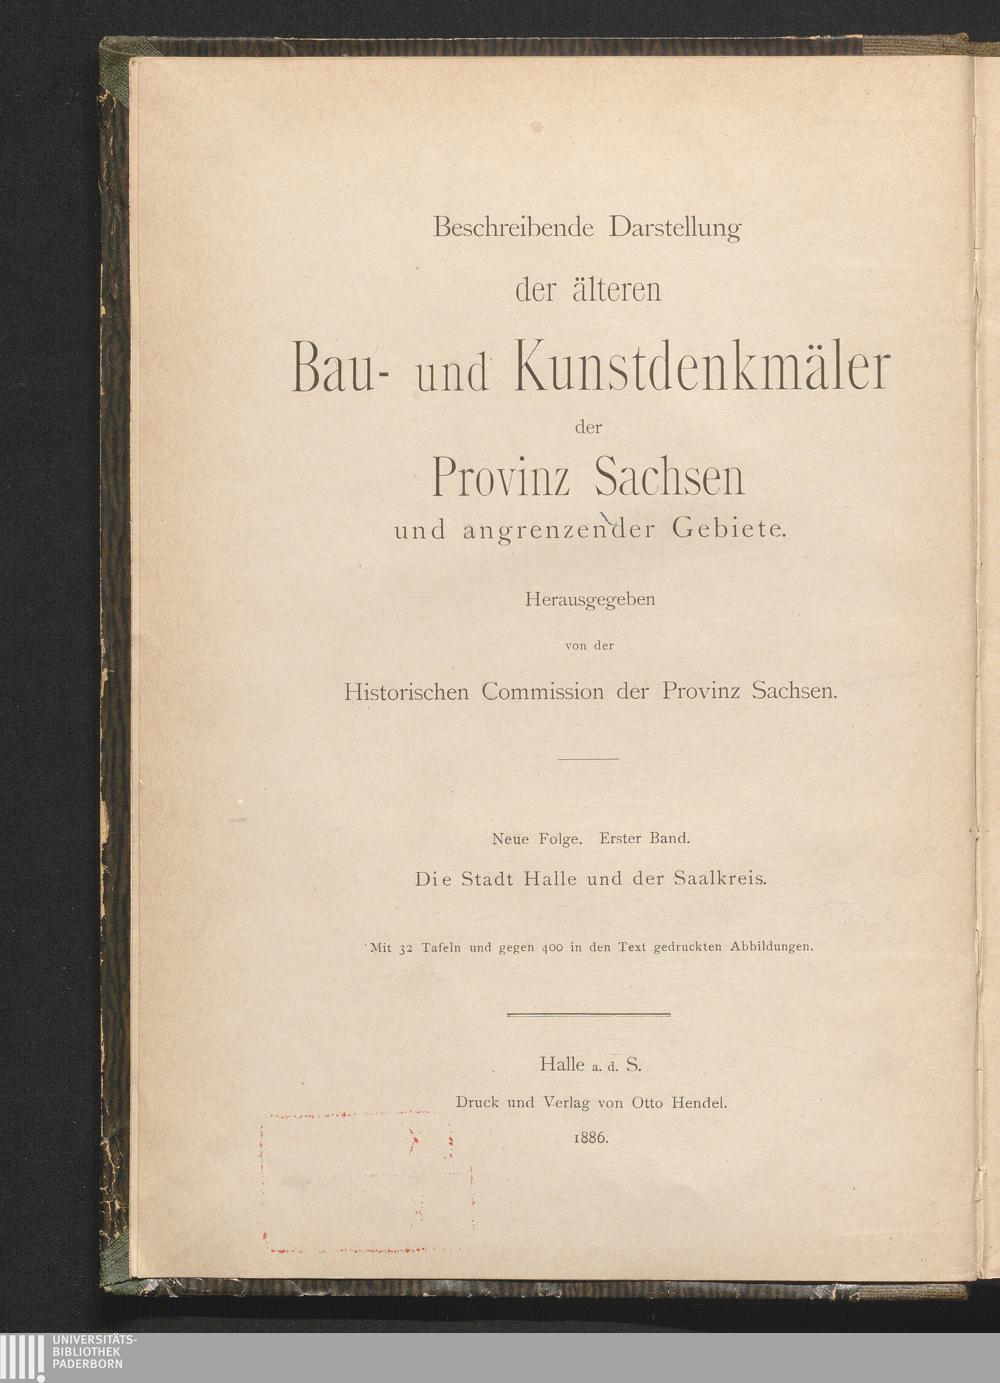 Beschreibende Darstellung
der älteren
Bau- und Kunstdenkmäler
der
Provinz Sachsen
und angrenzender Gebiete.
Herausgegeben
von der
Historischen Commission der Provinz Sachsen.
Neue Folge. Erster Band.
Die Stadt Halle und der Saalkreis.
Mit 32 Tafeln und gegen 400 in den Text gedruckten Abbildungen.
Halle a. d. S.
Druck und Verlag von Otto Hendel.
1886.
UNIVERSITÄTS-
BIBLIOTHEK
PADERBORN